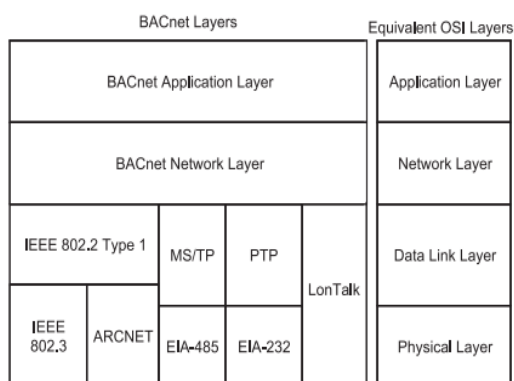 BACnet Layers
Equivalent OSI Layers
BACnet Application Layer
Application Layer
BACnet Network Layer
Network Layer
IEEE 802.2 Type 1
MS/TP
PTP
LonTalk
Data Link Layer
IEEE
802.3
ARCNET
EIA-485
EIA-232
Physical Layer